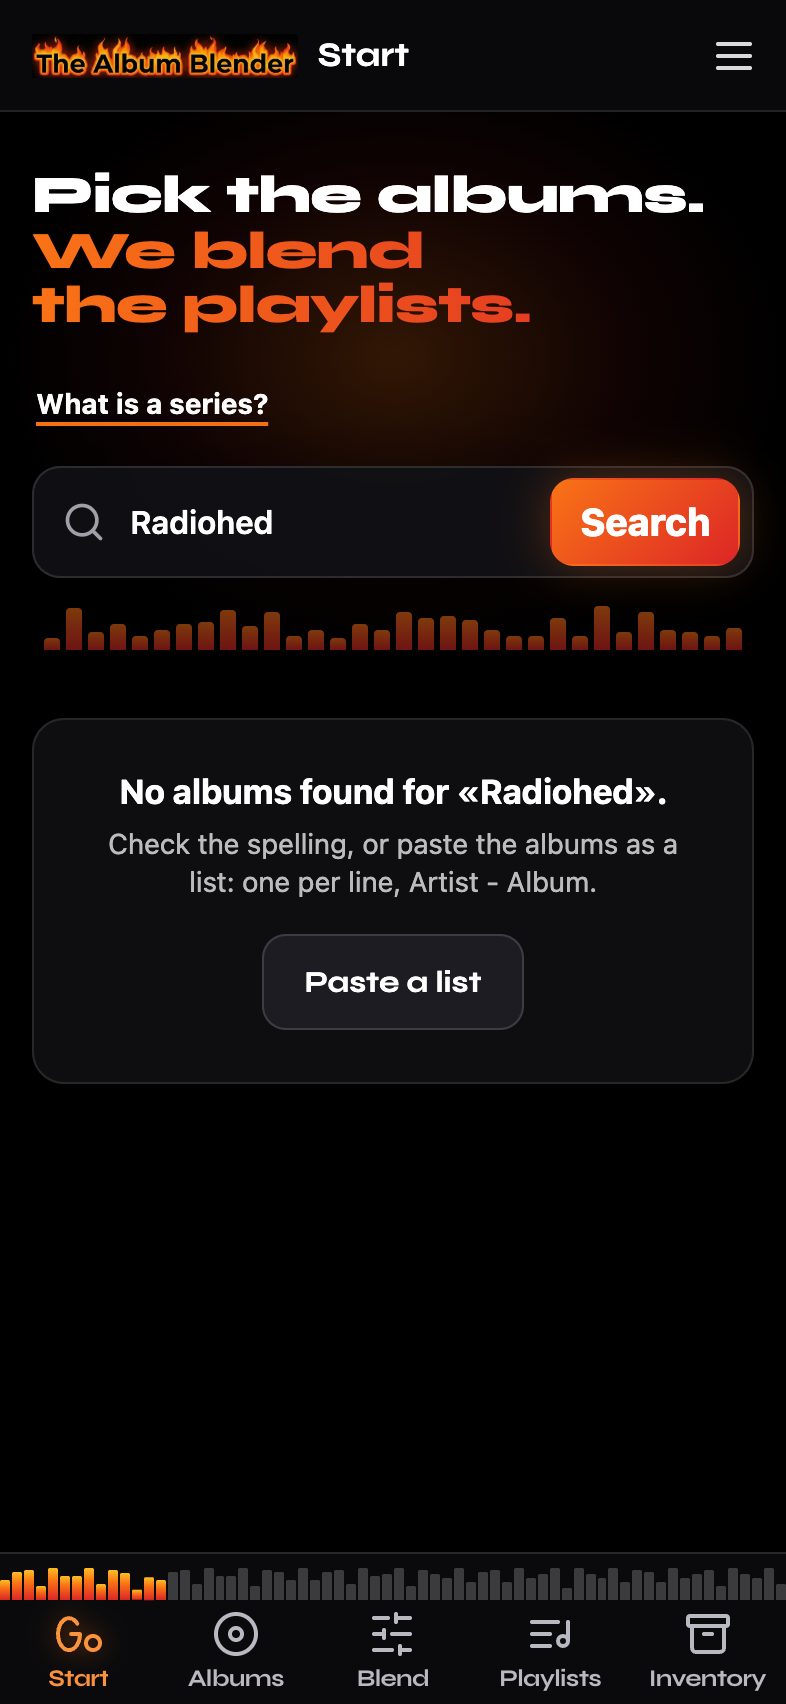 The Album Blender
Start
Pick the albums.
We blend
the playlists.
What is a series?
Radiohed
Search
No albums found for «Radiohed».
Check the spelling, or paste the albums as a
list: one per line, Artist - Album.
Paste a list
Go
Start
Albums
Blend
Playlists
Inventory